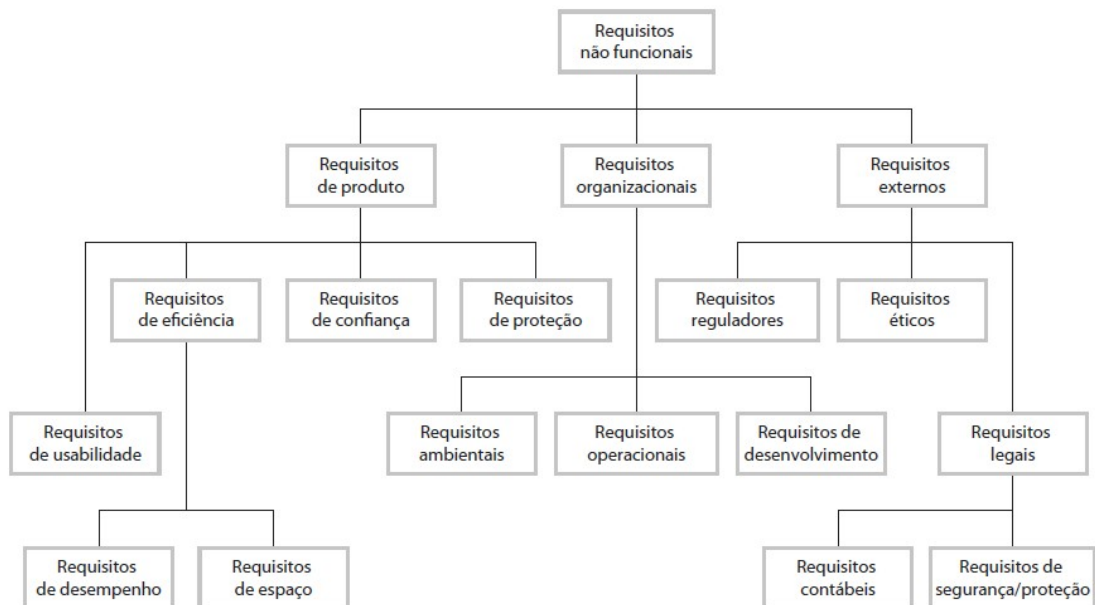 Requisitos
não funcionais
Requisitos
de produto
Requisitos
organizacionais
Requisitos
externos
Requisitos
de eficiência
Requisitos
de confiança
Requisitos
de proteção
Requisitos
reguladores
Requisitos
éticos
Requisitos
de usabilidade
Requisitos
ambientais
Requisitos
operacionais
Requisitos de
desenvolvimento
Requisitos
legais
Requisitos
de desempenho
Requisitos
de espaço
Requisitos
contábeis
Requisitos de
segurança/proteção